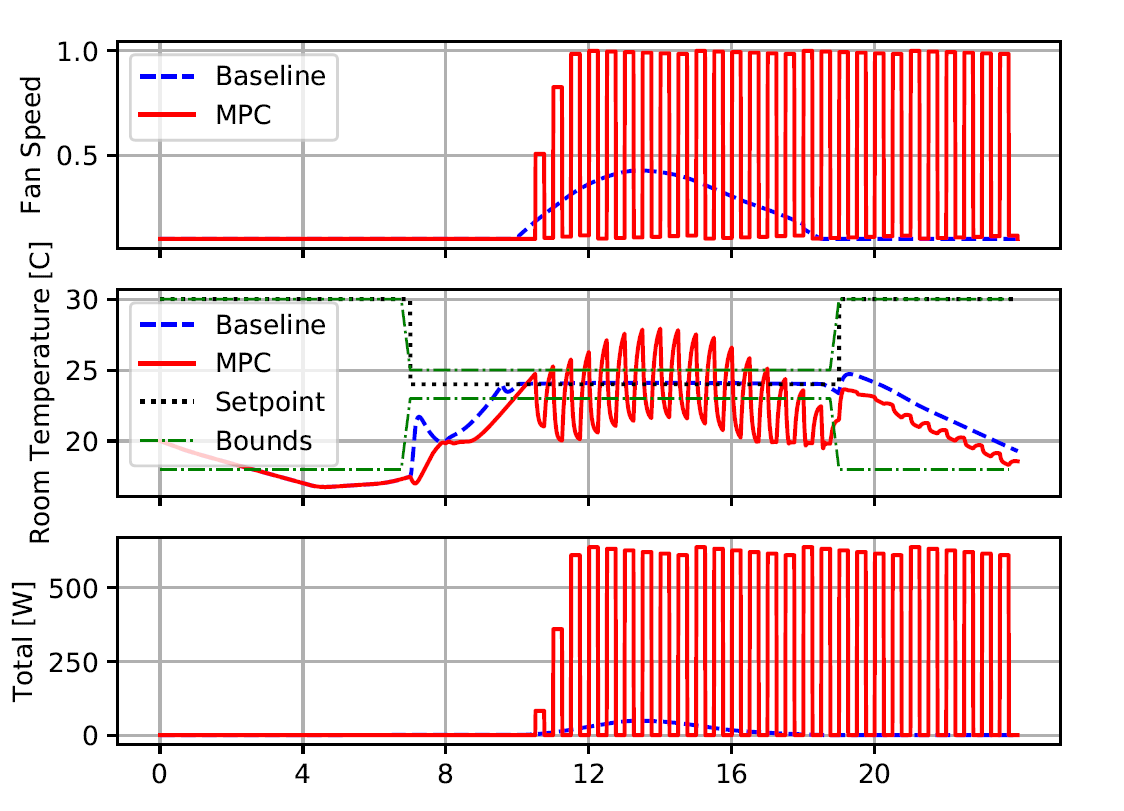 Fan Speed
1.0
0.5
Baseline
MPC
Room Temperature [C]
30
25
20
Baseline
MPC
Setpoint
Bounds
Total [W]
500
250
0
0 4 8 12 16 20